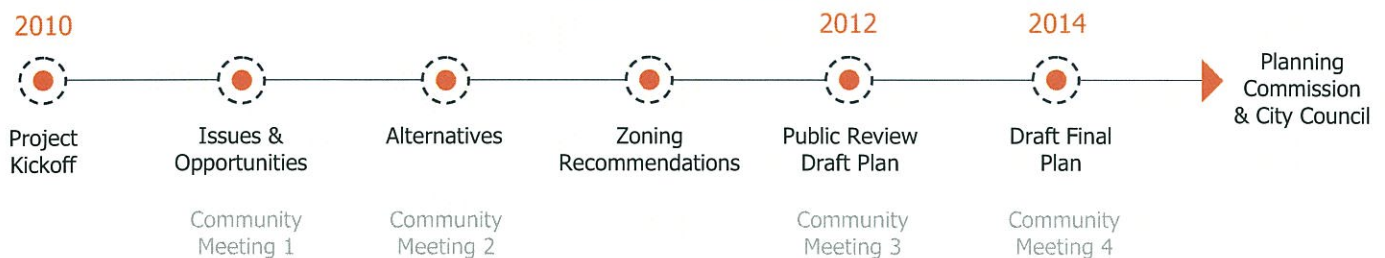 2010
2012
2014
Project
Kickoff
Issues &
Opportunities
Community
Meeting 1
Alternatives
Community
Meeting 2
Zoning
Recommendations
Public Review
Draft Plan
Community
Meeting 3
Draft Final
Plan
Community
Meeting 4
Planning
Commission
& City Council